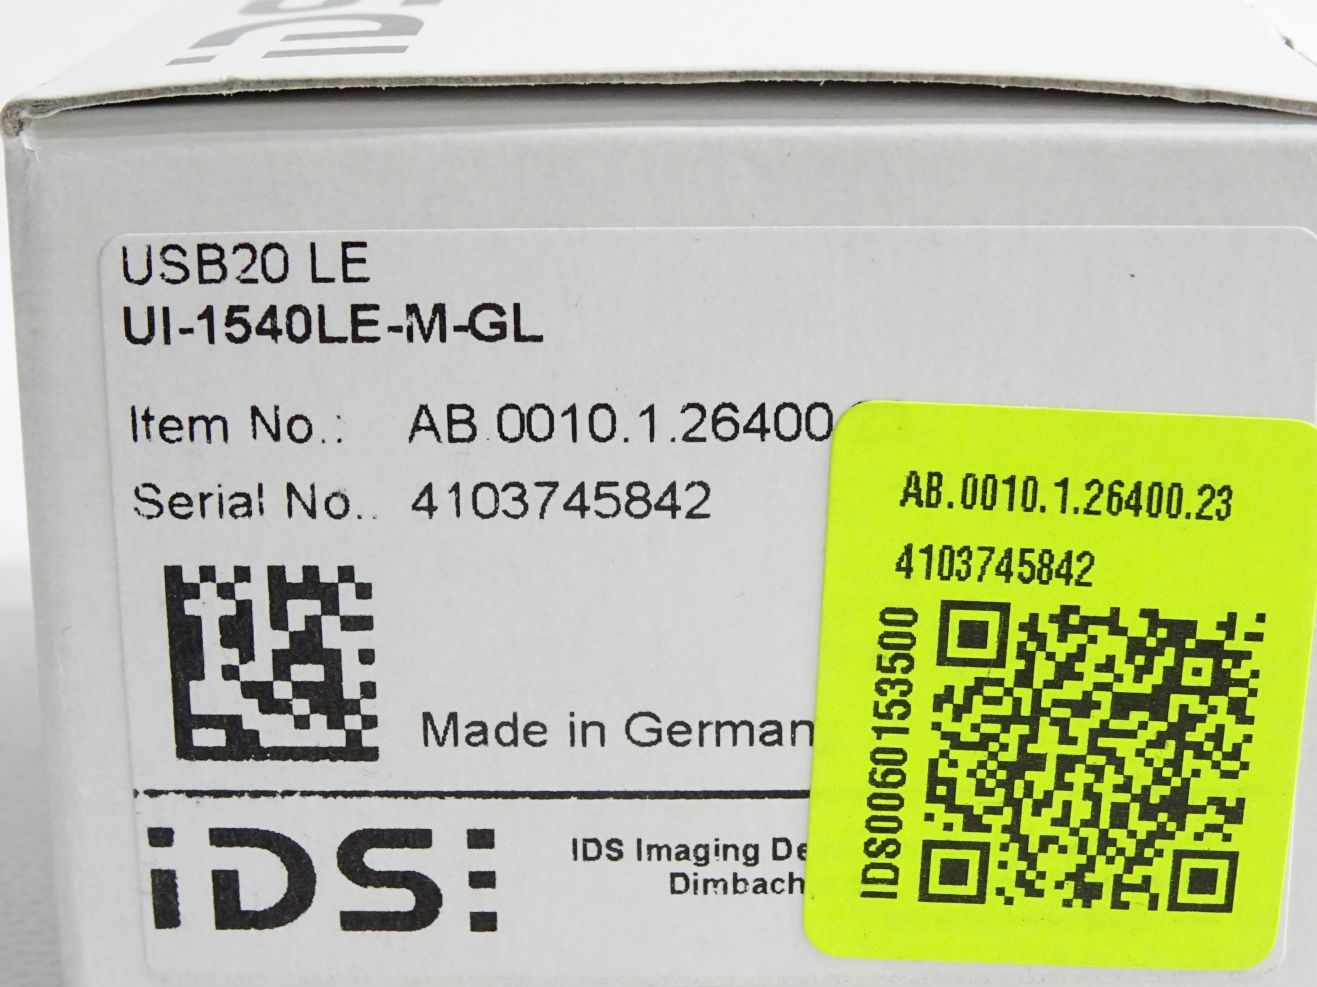 IDS
USB20 LE
UI-1540LE-M-GL
Item No.: AB.0010.1.26400
Serial No.: 4103745842
Made in German
IDS
IDS Imaging De
Dimbach
AB.0010.1.26400.23
4103745842
IDS0060153500